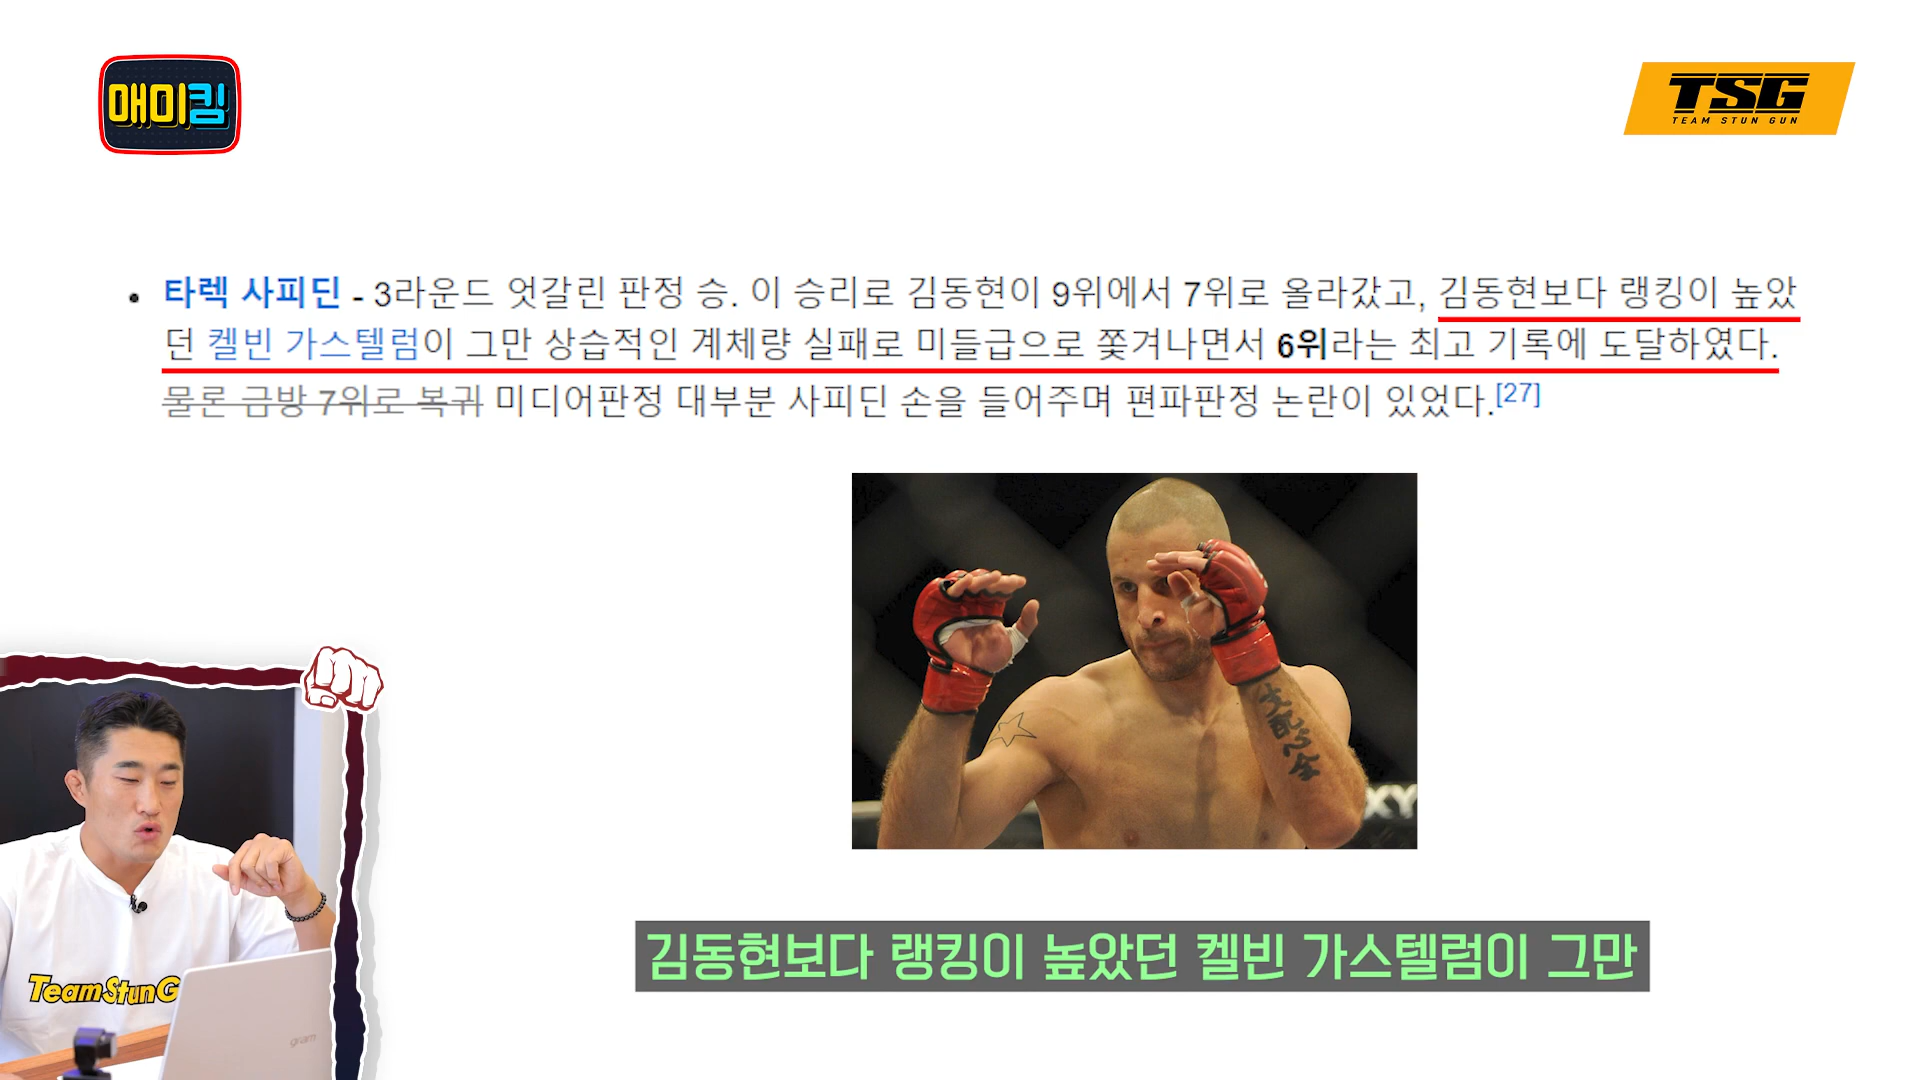 매미킴
TSG
TEAM STUN GUN
• 타렉 사피딘 - 3라운드 엇갈린 판정 승. 이 승리로 김동현이 9위에서 7위로 올라갔고, 김동현보다 랭킹이 높았
던 켈빈 가스텔럼이 그만 상습적인 계체량 실패로 미들급으로 쫓겨나면서 6위라는 최고 기록에 도달하였다.
물론 금방 7위로 복귀 미디어판정 대부분 사피딘 손을 들어주며 편파판정 논란이 있었다.[27]
支配心全
XY
TeamStunG
gram
김동현보다 랭킹이 높았던 켈빈 가스텔럼이 그만